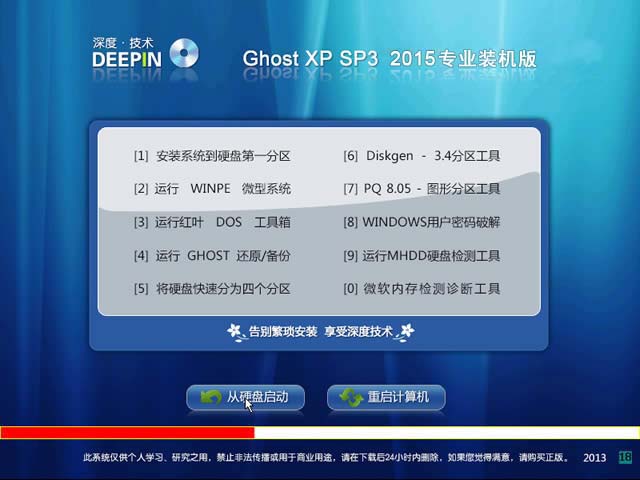 深度·技术
DEEPIN
Ghost XP SP3 2015专业装机版
[1] 安装系统到硬盘第一分区
[2] 运行 WINPE 微型系统
[3] 运行红叶 DOS 工具箱
[4] 运行 GHOST 还原/备份
[5] 将硬盘快速分为四个分区
[6] Diskgen - 3.4分区工具
[7] PQ 8.05 - 图形分区工具
[8] WINDOWS用户密码破解
[9] 运行MHDD硬盘检测工具
[0] 微软内存检测诊断工具
告别繁琐安装 享受深度技术
从硬盘启动
重启计算机
此系统仅供个人学习、研究之用，禁止非法传播或用于商业用途，请在下载后24小时内删除，如果您觉得满意，请购买正版。 2013 18